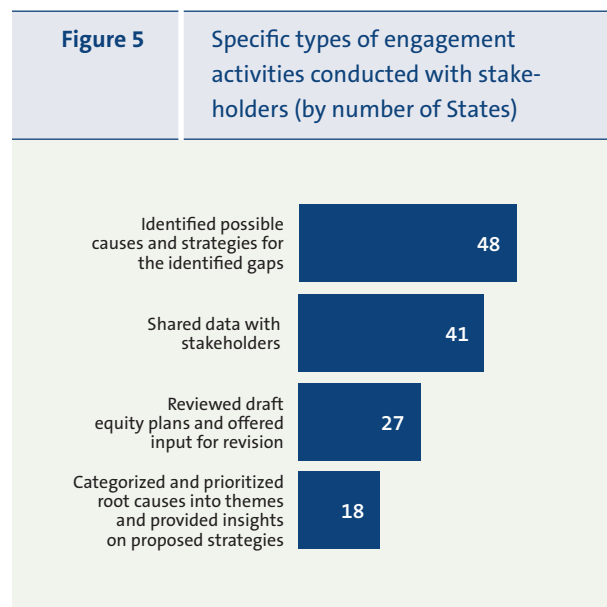 Figure 5
Specific types of engagement
activities conducted with stake-
holders (by number of States)
Identified possible
causes and strategies for
the identified gaps
48
Shared data with
stakeholders
41
Reviewed draft
equity plans and offered
input for revision
27
Categorized and prioritized
root causes into themes
and provided insights
on proposed strategies
18